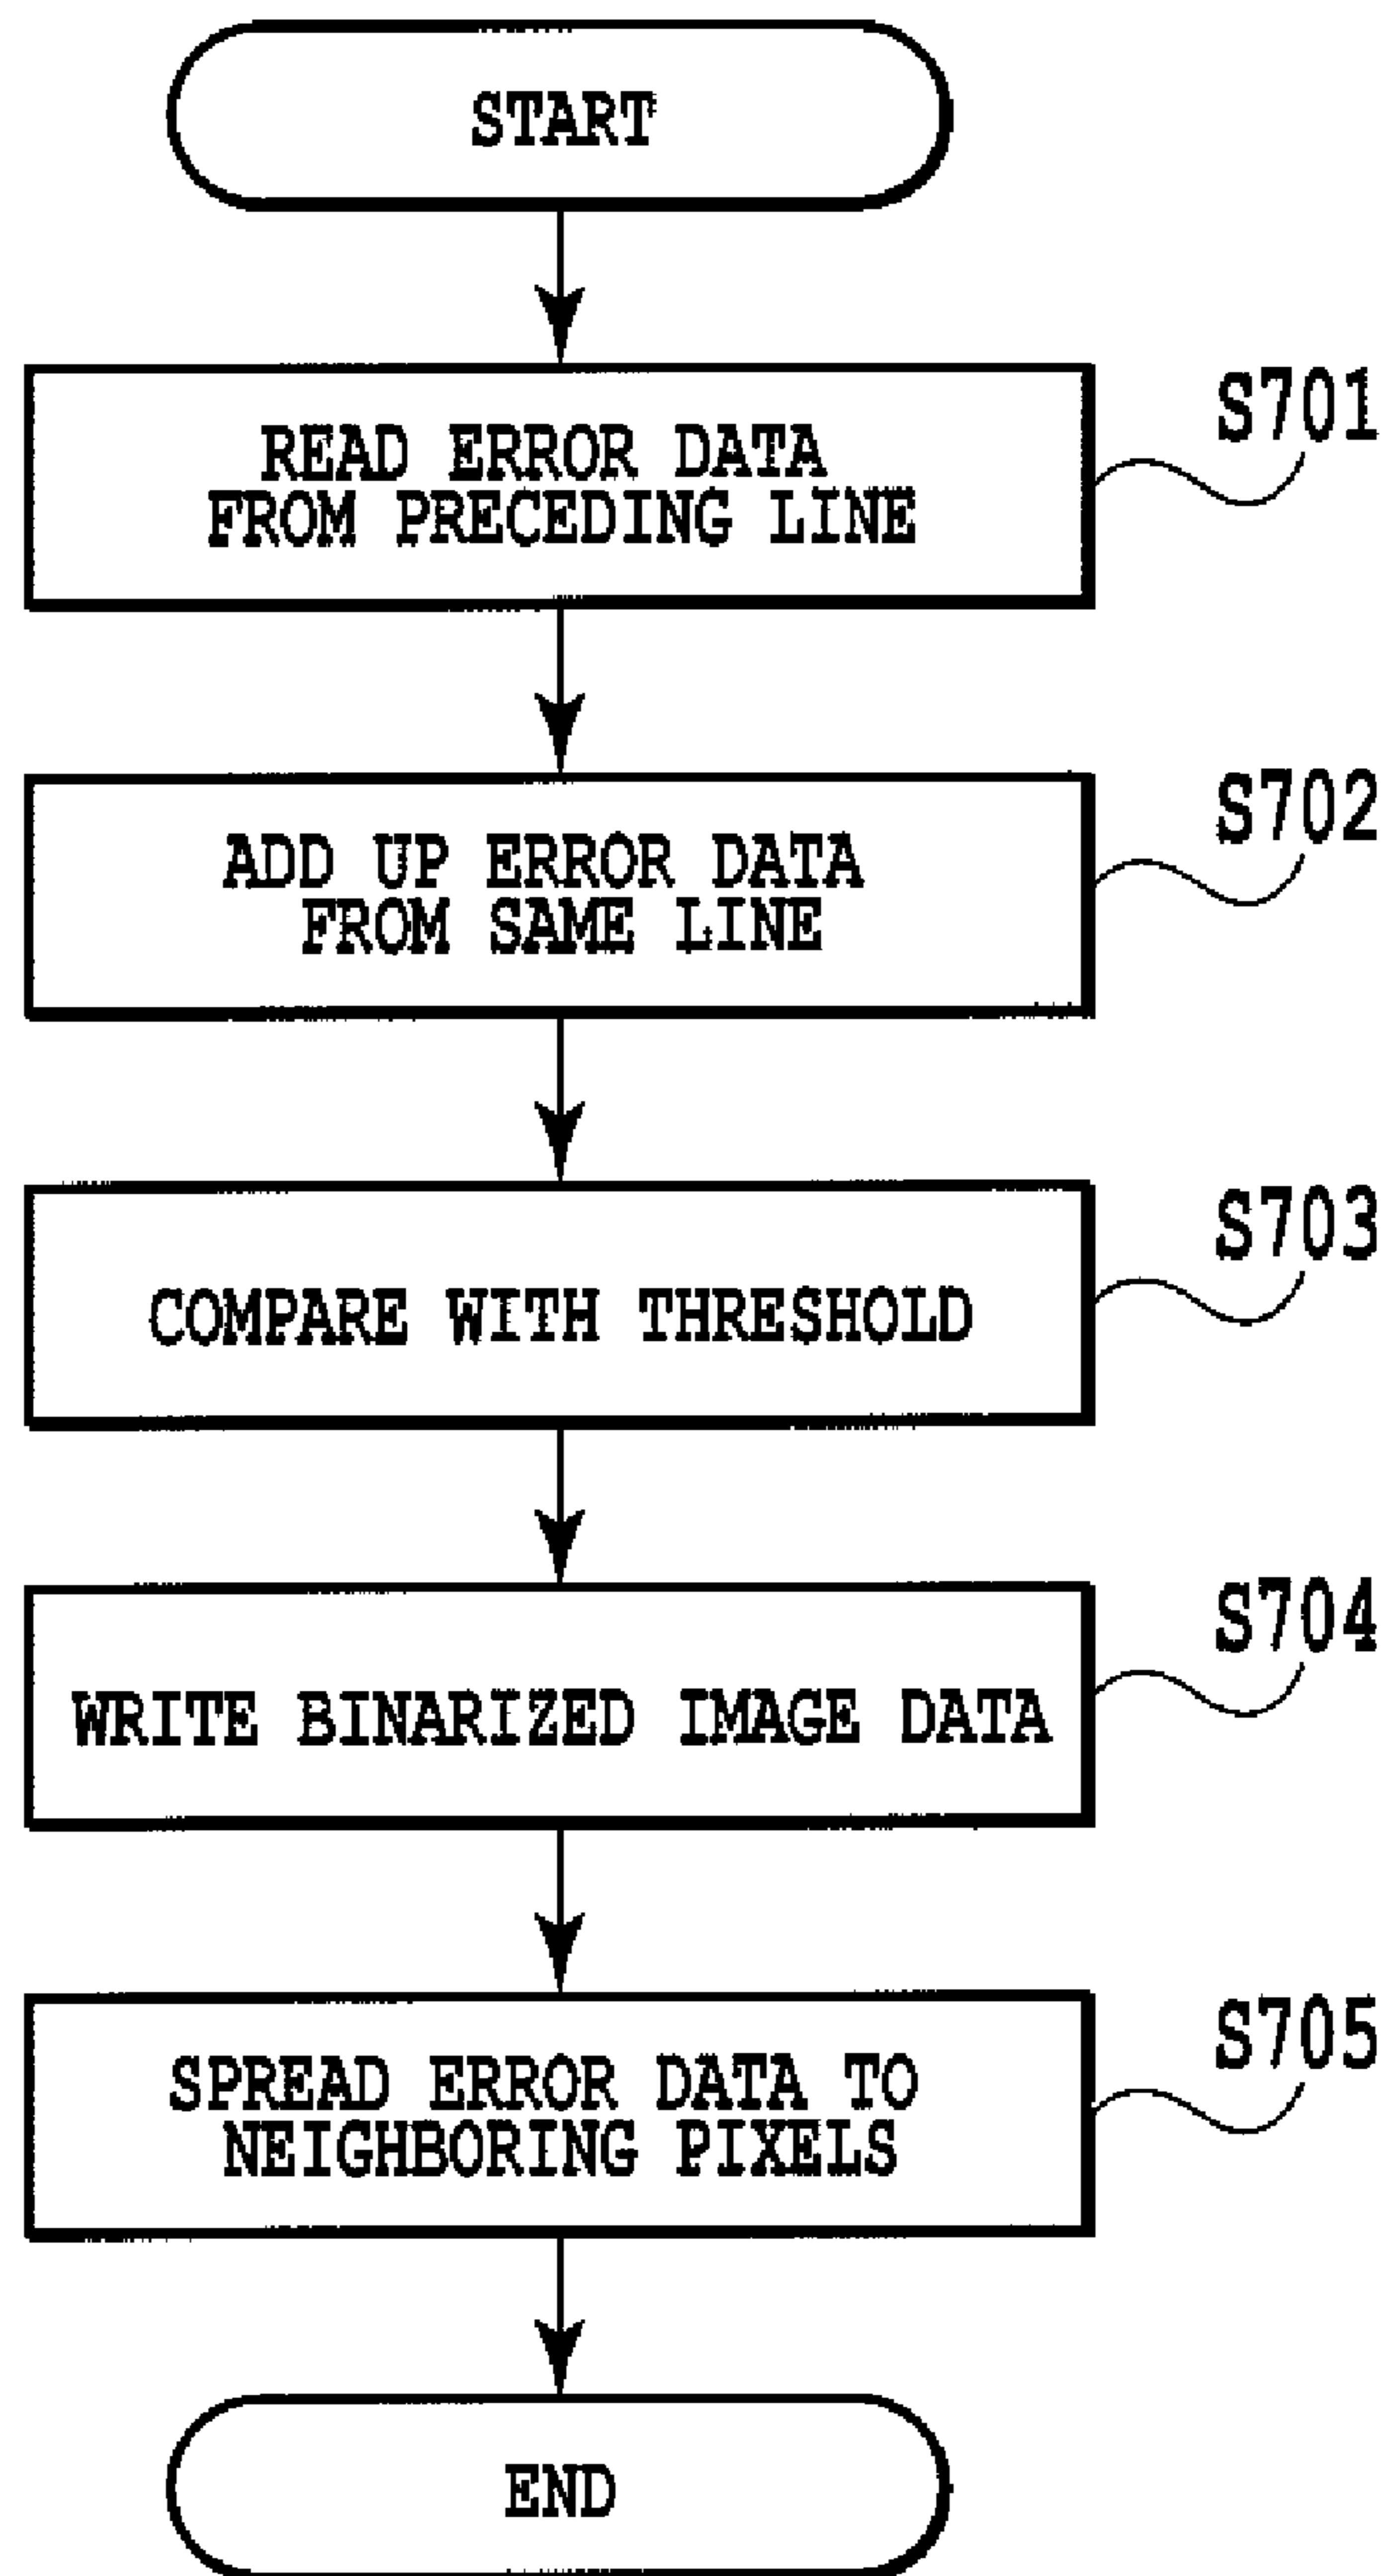 START
S701
READ ERROR DATA
FROM PRECEDING LINE
S702
ADD UP ERROR DATA
FROM SAME LINE
S703
COMPARE WITH THRESHOLD
S704
WRITE BINARIZED IMAGE DATA
S705
SPREAD ERROR DATA TO
NEIGHBORING PIXELS
END